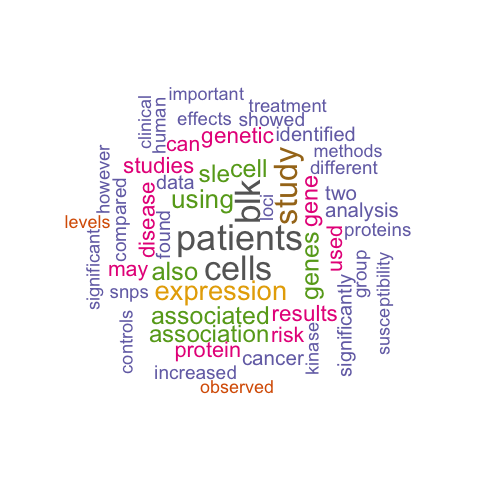 important
treatment
clinical
human
effects
showed
can
genetic
identified
methods
studies
sle
cell
different
however
data
blk
loci
study
gene
two
using
analysis
levels
compared
disease
found
patients
used
proteins
significant
may
also
cells
genes
group
susceptibility
snps
expression
significantly
associated
results
controls
association
risk
kinase
protein
cancer
increased
observed